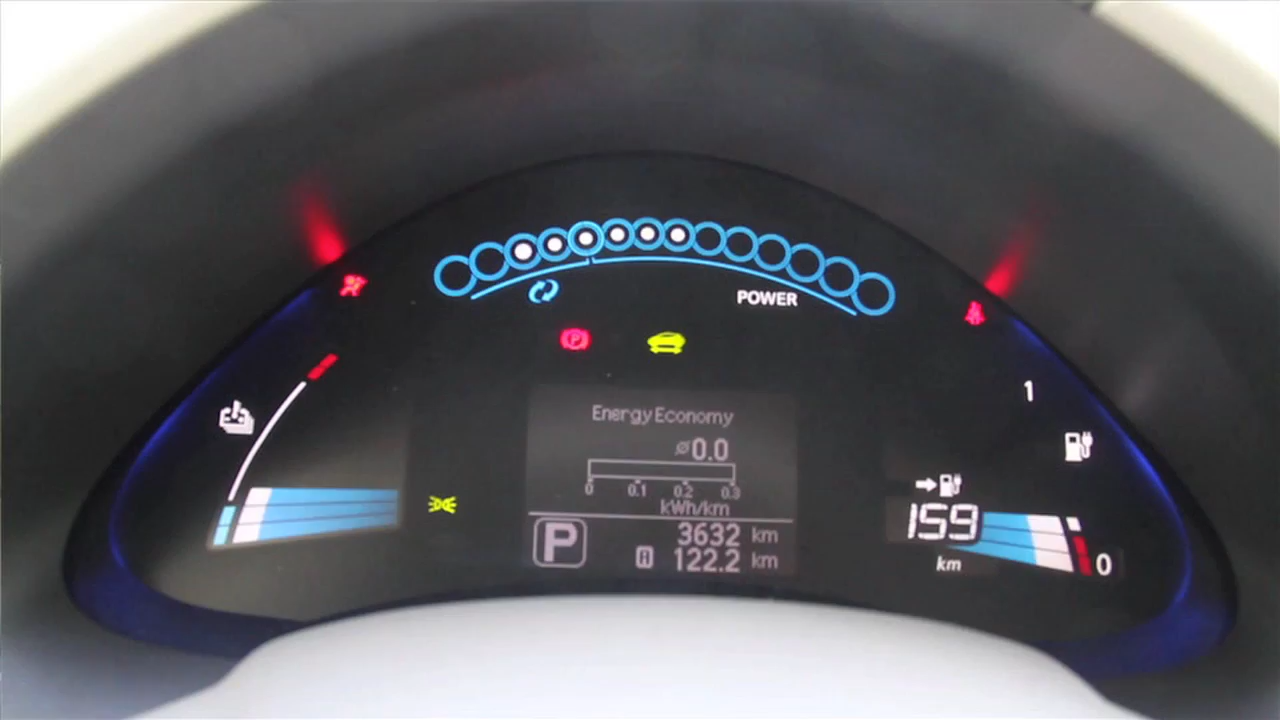 POWER
P
1
Energy Economy
⌀0.0
0 0.1 0.2 0.3
kWh/km
159
km
P
3632 km
A 122.2 km
0